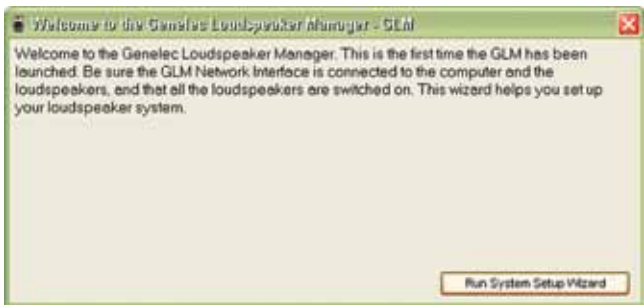 Welcome to the Genelec Loudspeaker Manager - GLM
Welcome to the Genelec Loudspeaker Manager. This is the first time the GLM has been
launched. Be sure the GLM Network Interface is connected to the computer and the
loudspeakers, and that all the loudspeakers are switched on. This wizard helps you set up
your loudspeaker system.
Run System Setup Wizard